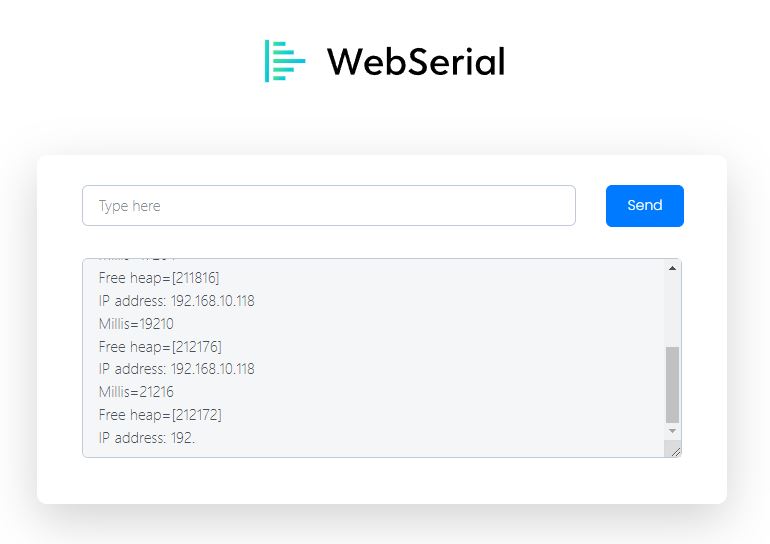 WebSerial
Type here
Send
Free heap=[211816]
IP address: 192.168.10.118
Millis=19210
Free heap=[212176]
IP address: 192.168.10.118
Millis=21216
Free heap=[212172]
IP address: 192.